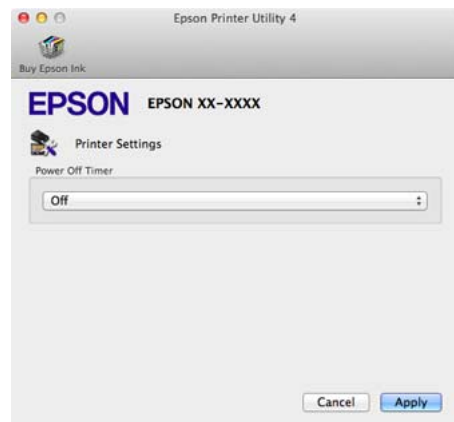 Epson Printer Utility 4
Buy Epson Ink
EPSON EPSON XX-XXXX
Printer Settings
Power Off Timer
Off
Cancel Apply